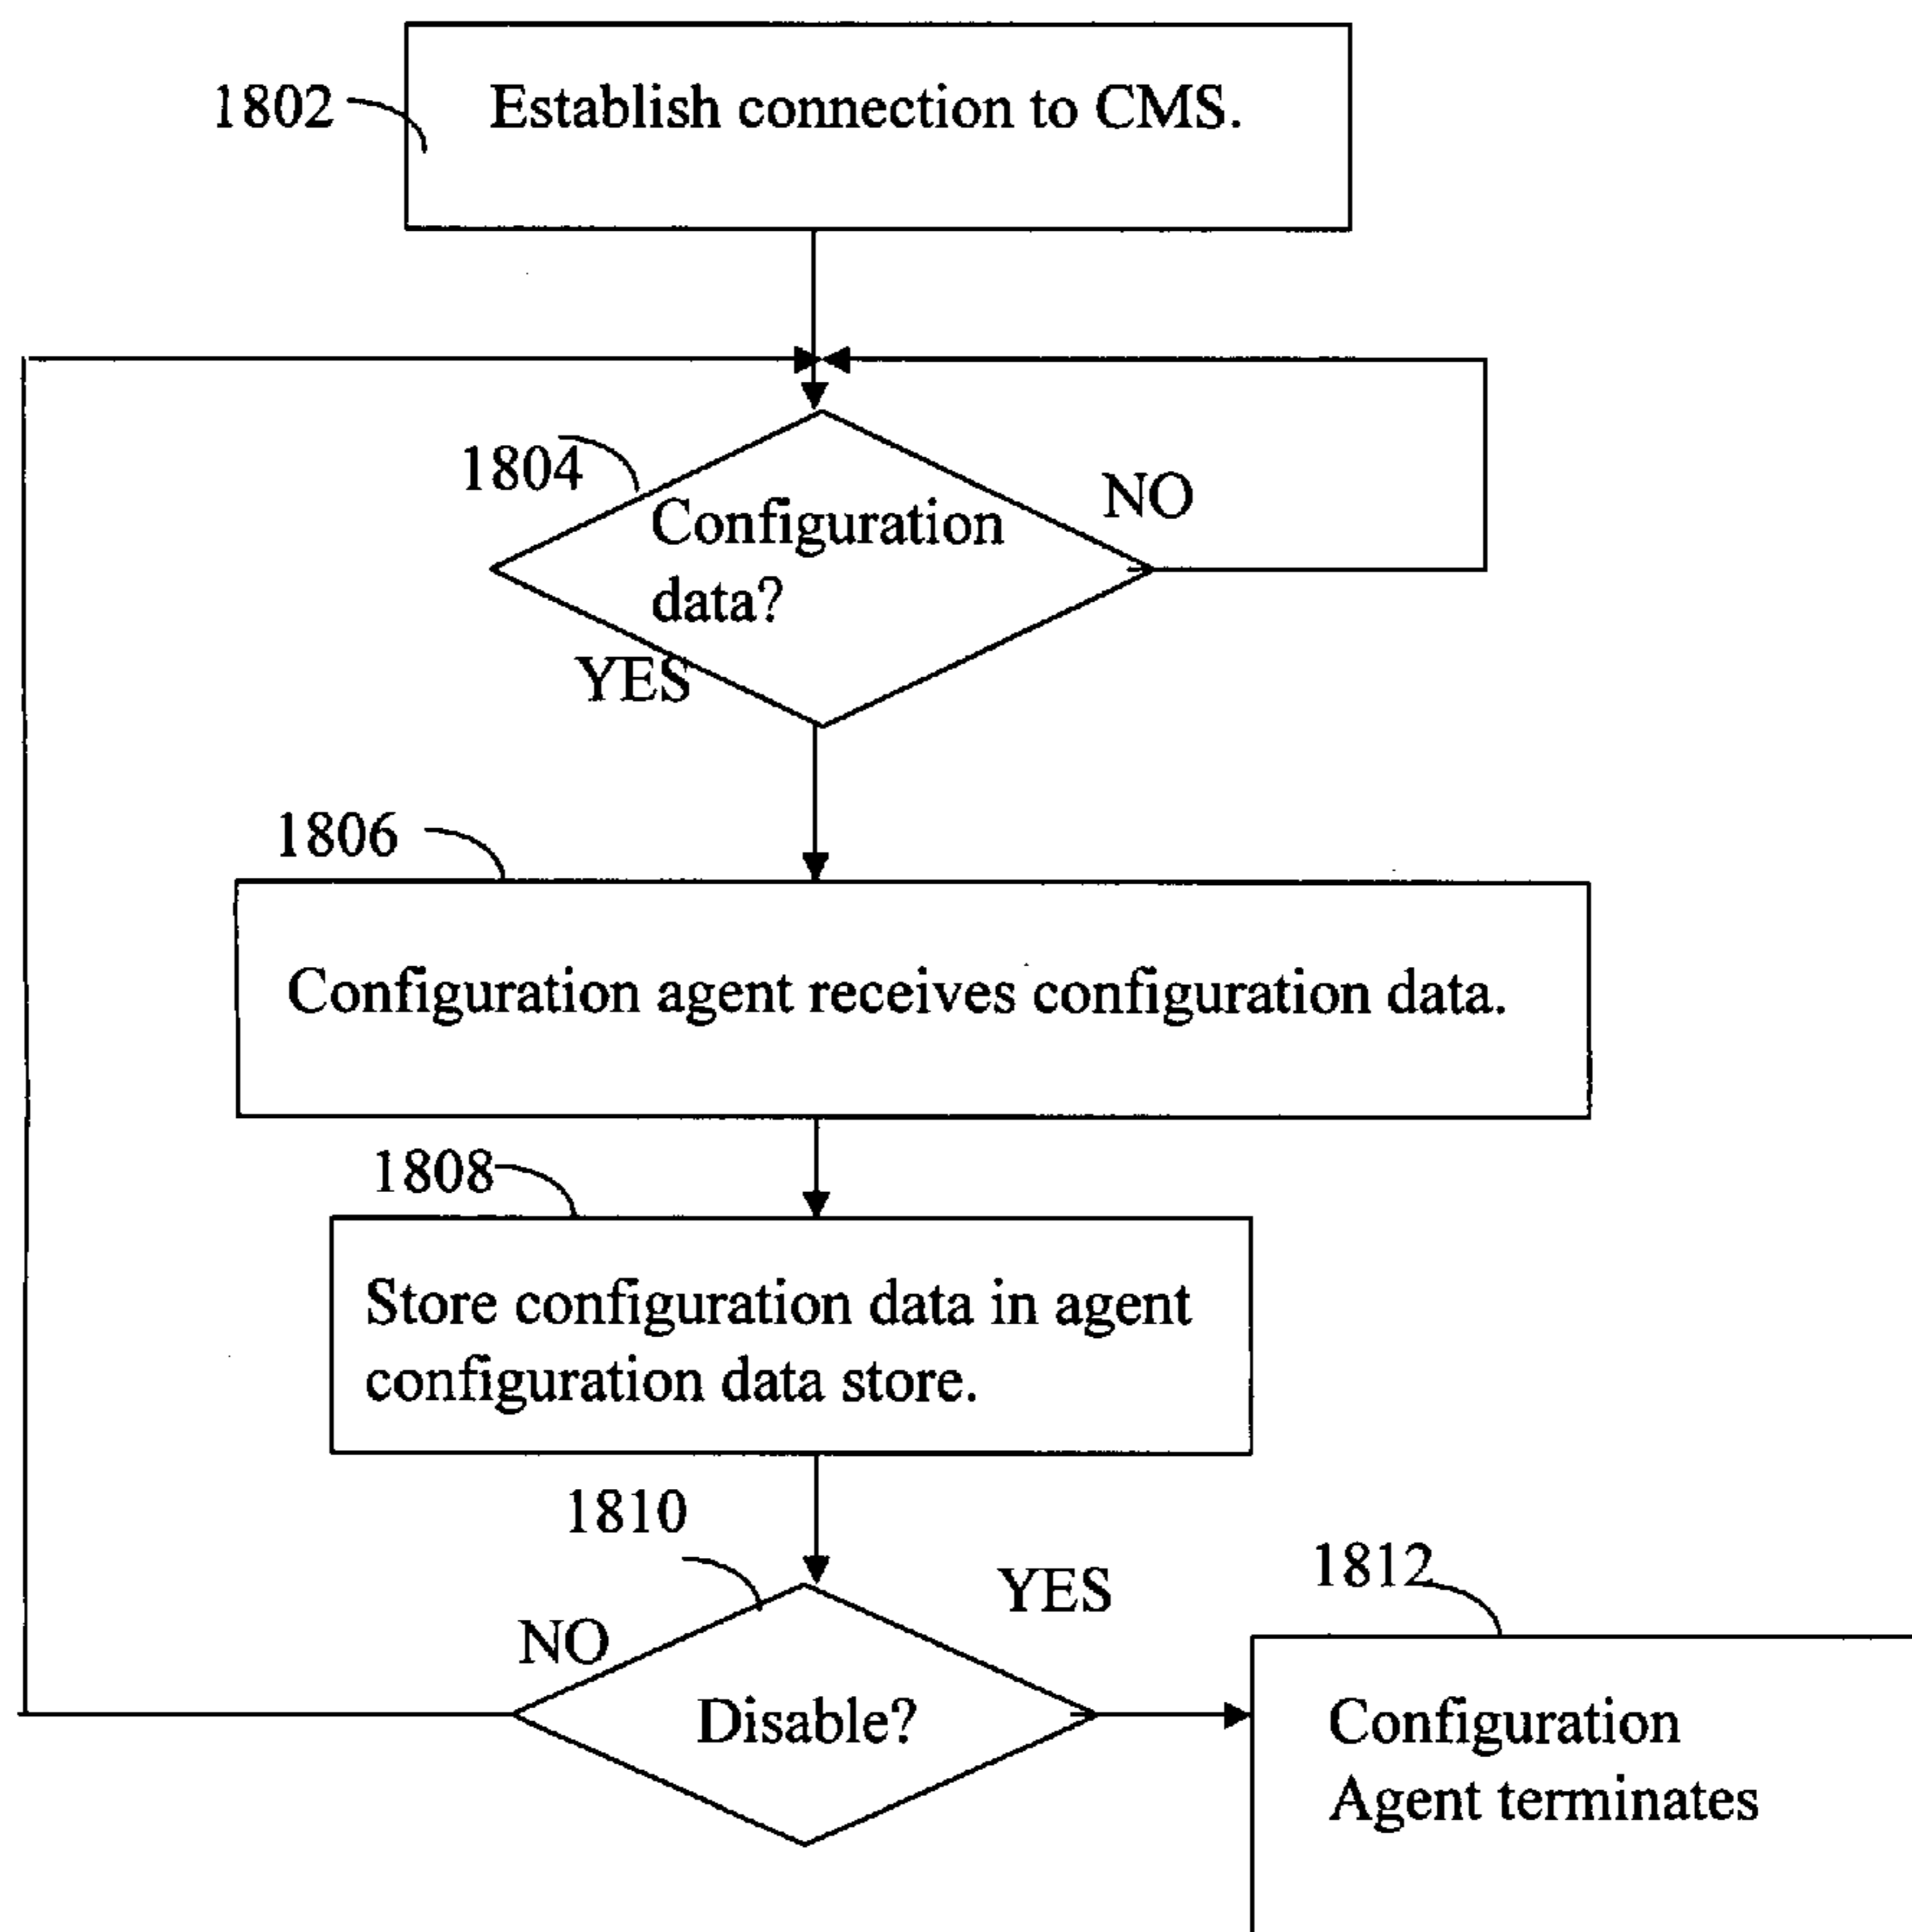 1802
Establish connection to CMS.
1804
Configuration
data?
NO
YES
1806
Configuration agent receives configuration data.
1808
Store configuration data in agent
configuration data store.
1810
NO
YES
Disable?
1812
Configuration
Agent terminates